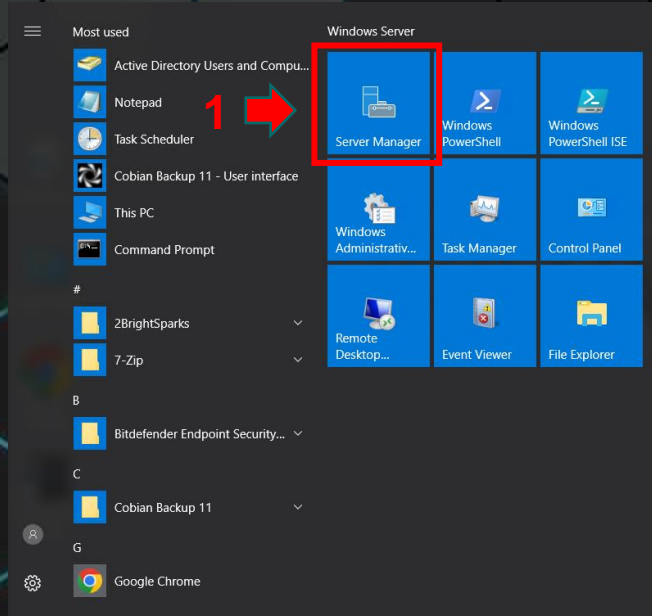 Most used
Active Directory Users and Compu...
Notepad
Task Scheduler
Cobian Backup 11 - User interface
This PC
Command Prompt
#
2BrightSparks
7-Zip
B
Bitdefender Endpoint Security...
C
Cobian Backup 11
G
Google Chrome
1
Windows Server
Server Manager
Windows
PowerShell
Windows
PowerShell ISE
Windows
Administrativ...
Task Manager
Control Panel
Remote
Desktop...
Event Viewer
File Explorer